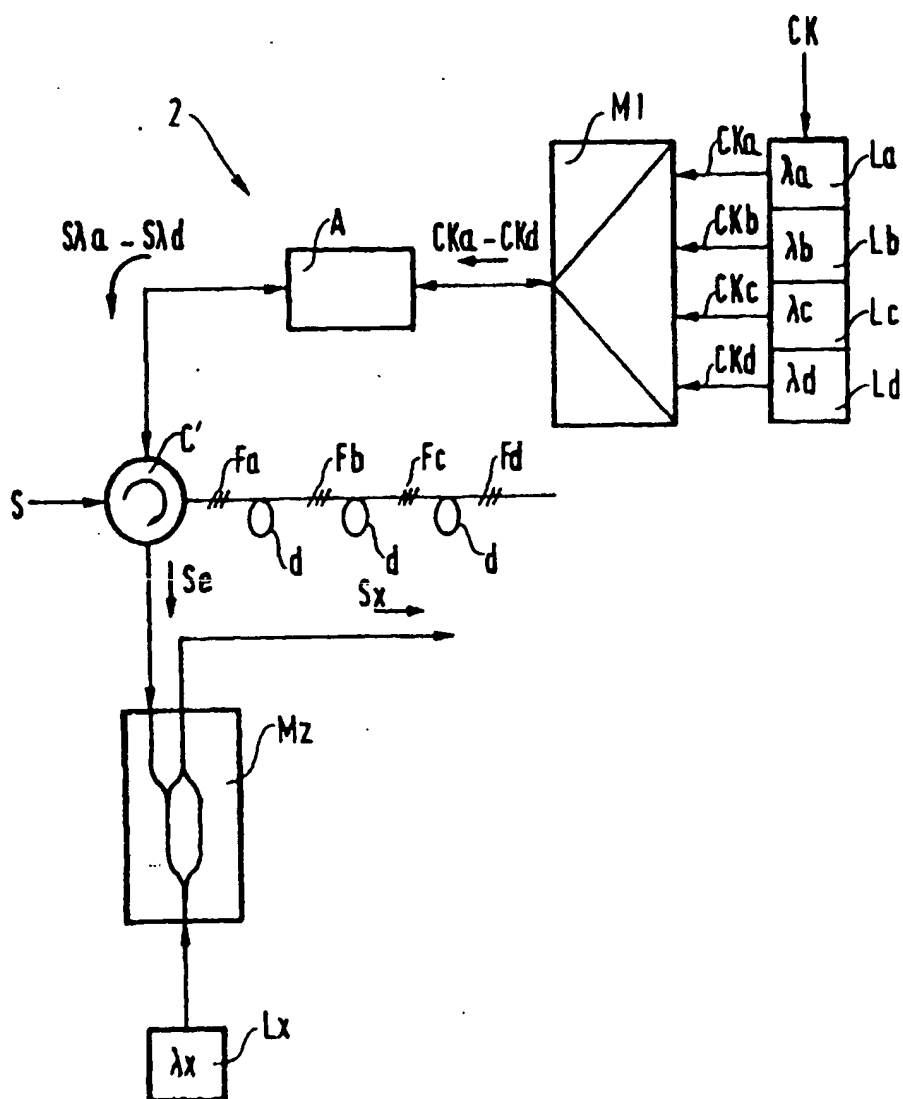 CK
2
M1
CKa
λa
La
Sλa - Sλd
A
CKa - CKd
CKb
λb
Lb
CKc
λc
Lc
CKd
λd
Ld
C'
Fa
Fb
Fc
Fd
S
d
d
d
Se
Sx
Mz
Lx
λx